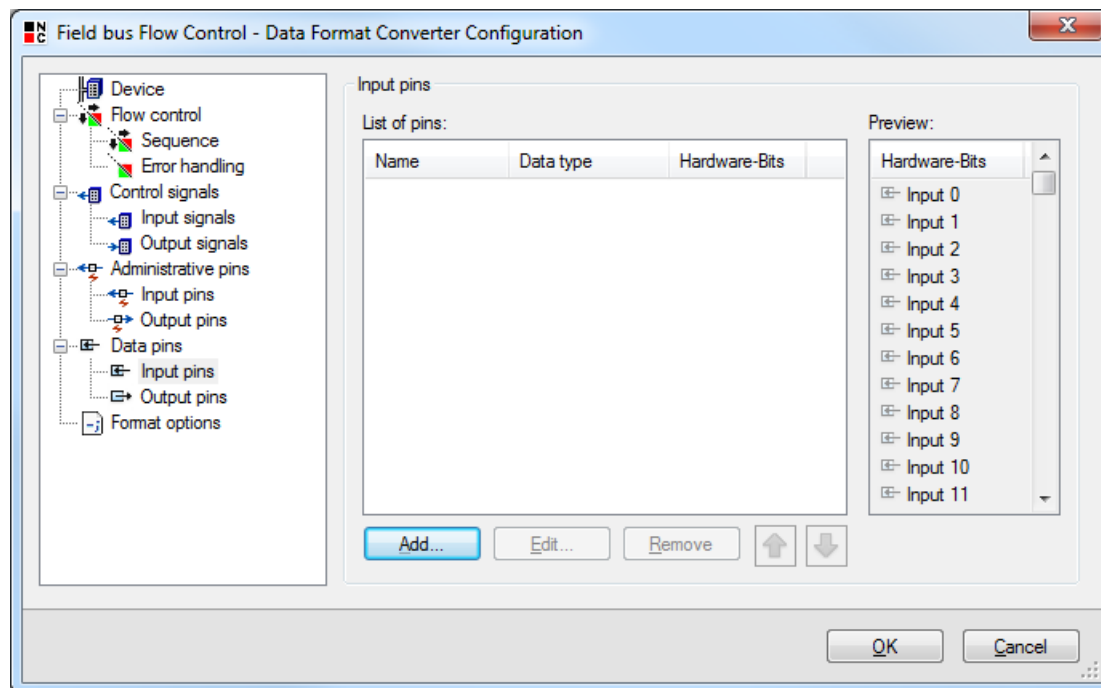 Field bus Flow Control - Data Format Converter Configuration
Device
Flow control
Sequence
Error handling
Control signals
Input signals
Output signals
Administrative pins
Input pins
Output pins
Data pins
Input pins
Output pins
Format options
Input pins
List of pins:
Name Data type Hardware-Bits
Add... Edit... Remove
Preview:
Hardware-Bits
Input 0
Input 1
Input 2
Input 3
Input 4
Input 5
Input 6
Input 7
Input 8
Input 9
Input 10
Input 11
OK Cancel